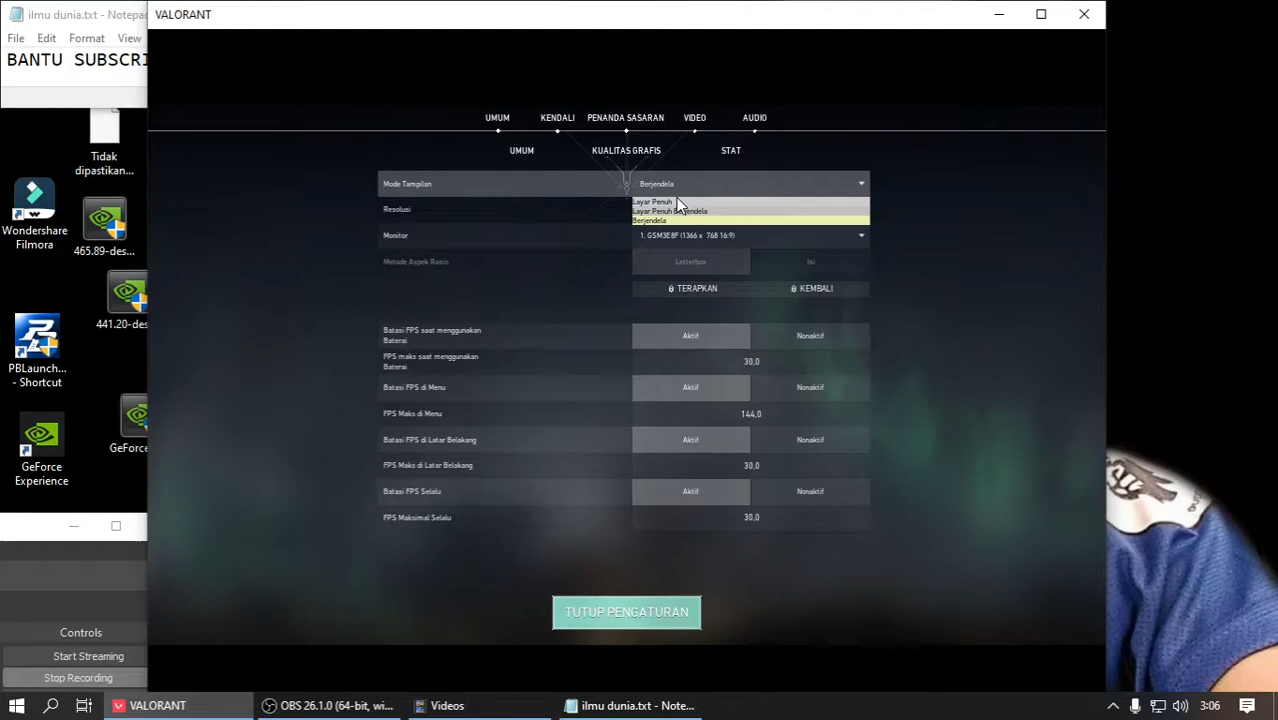 ilmu dunia.txt - Notepad
VALORANT
File Edit Format View
BANTU SUBSCRI
Tidak
dipastikan...
Wondershare
Filmora
465.89-des...
441.20-des
PBLaunch...
- Shortcut
GeForce
GeForce
Experience
UMUM KENDALI PENANDA SASARAN VIDEO AUDIO
UMUM KUALITAS GRAFIS STAT
Mode Tampilan Berjendela
Layar Penuh
Resolusi Layar Penuh Berjendela
Berjendela
Monitor 1. GSM3E8F (1366 x 768 16:9)
Metode Aspek Rasio Letterbox Isi
TERAPKAN KEMBALI
Batasi FPS saat menggunakan
Baterai Aktif Nonaktif
FPS maks saat menggunakan
Baterai 30,0
Batasi FPS di Menu Aktif Nonaktif
FPS Maks di Menu 144,0
Batasi FPS di Latar Belakang Aktif Nonaktif
FPS Maks di Latar Belakang 30,0
Batasi FPS Selalu Aktif Nonaktif
FPS Maksimal Selalu 30,0
TUTUP PENGATURAN
Controls
Start Streaming
Stop Recording
VALORANT OBS 26.1.0 (64-bit, wi... Videos ilmu dunia.txt - Note... 3:06